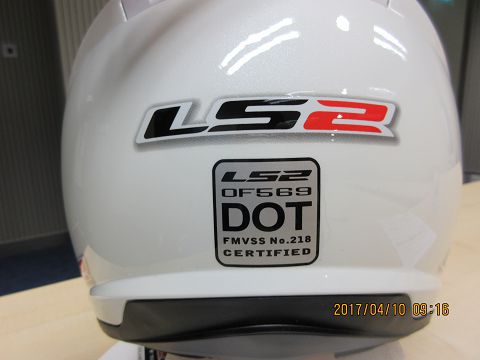 LS2
LS2
OF569
DOT
FMVSS No.218
CERTIFIED
2017/04/10 09:16